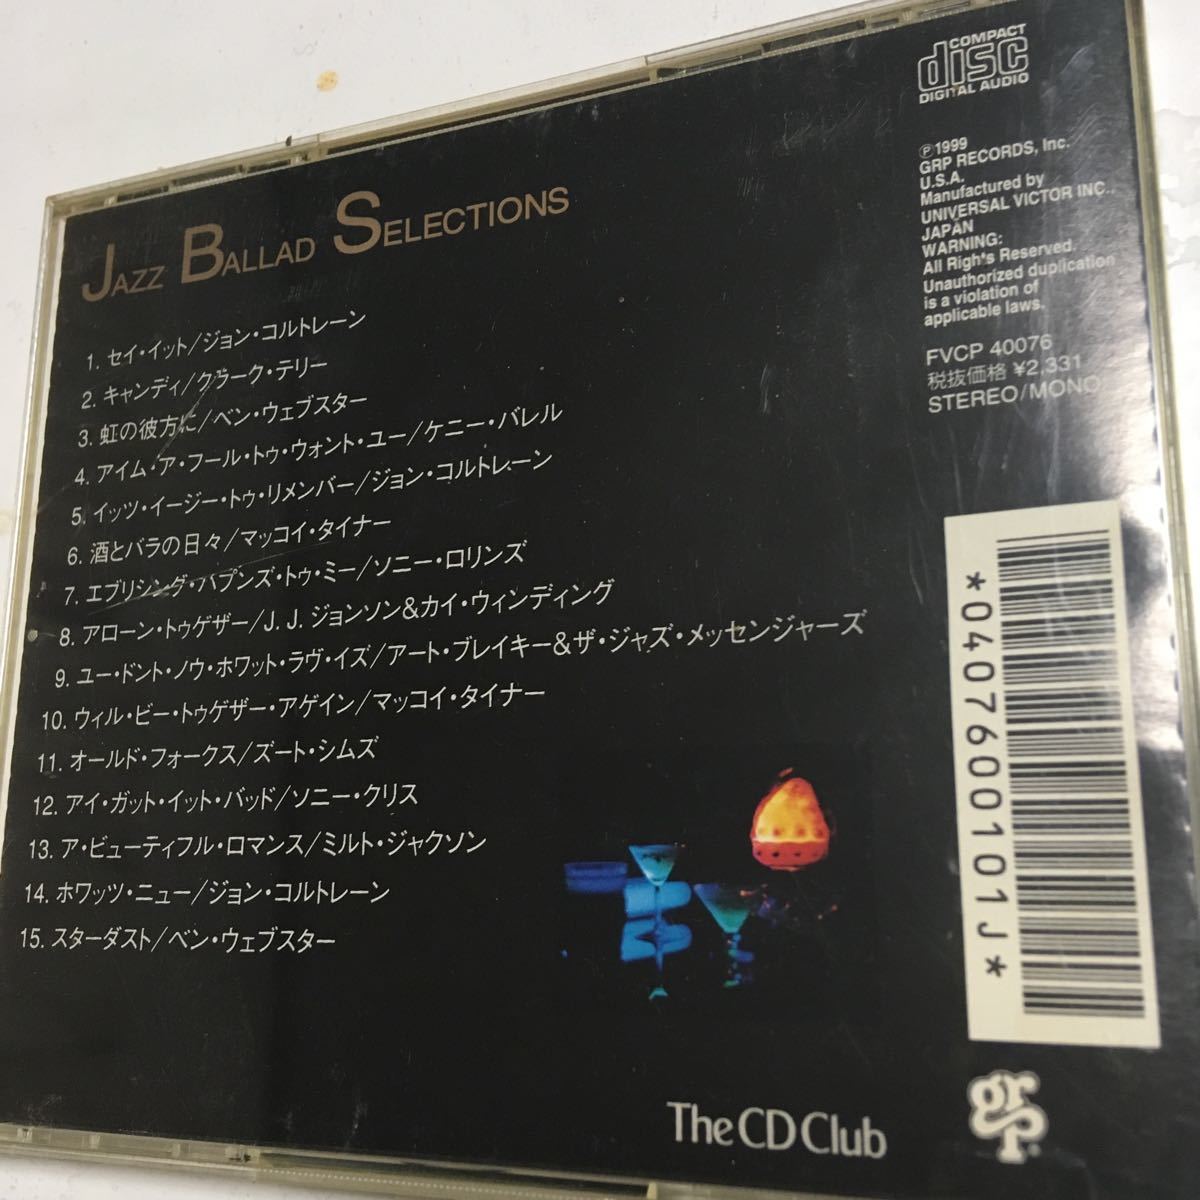 JAZZ BALLAD SELECTIONS
1. セイ・イット/ジョン・コルトレーン
2. キャンディ/クラーク・テリー
3. 虹の彼方に/ベン・ウェブスター
4. アイム・ア・フール・トゥ・ウォント・ユー/ケニー・バレル
5. イッツ・イージー・トゥ・リメンバー/ジョン・コルトレーン
6. 酒とバラの日々/マッコイ・タイナー
7. エブリシング・ハプンズ・トゥ・ミー/ソニー・ロリンズ
8. アローン・トゥゲザー/J. J. ジョンソン&カイ・ウィンディング
9. ユー・ドント・ノウ・ホワット・ラヴ・イズ/アート・ブレイキー&ザ・ジャズ・メッセンジャーズ
10. ウィル・ビー・トゥゲザー・アゲイン/マッコイ・タイナー
11. オールド・フォークス/ズート・シムズ
12. アイ・ガット・イット・バッド/ソニー・クリス
13. ア・ビューティフル・ロマンス/ミルト・ジャクソン
14. ホワッツ・ニュー/ジョン・コルトレーン
15. スターダスト/ベン・ウェブスター
COMPACT
disc
DIGITAL AUDIO
℗1999
GRP RECORDS, Inc.
U.S.A.
Manufactured by
UNIVERSAL VICTOR INC.,
JAPAN
WARNING:
All Righ's Reserved.
Unauthorized duplication
is a violation of
applicable laws.
FVCP 40076
税抜価格 ¥2,331
STEREO/MONO
*0407600101J*
The CD Club
grp